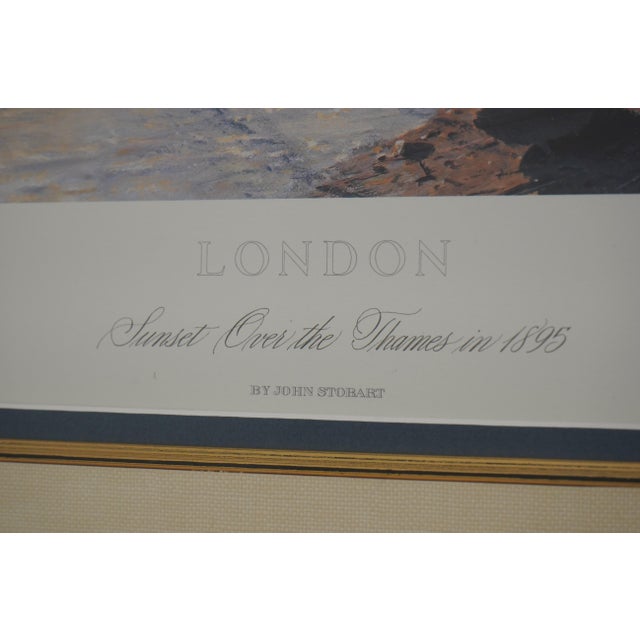 LONDON
Sunset Over the Thames in 1895
BY JOHN STOBART